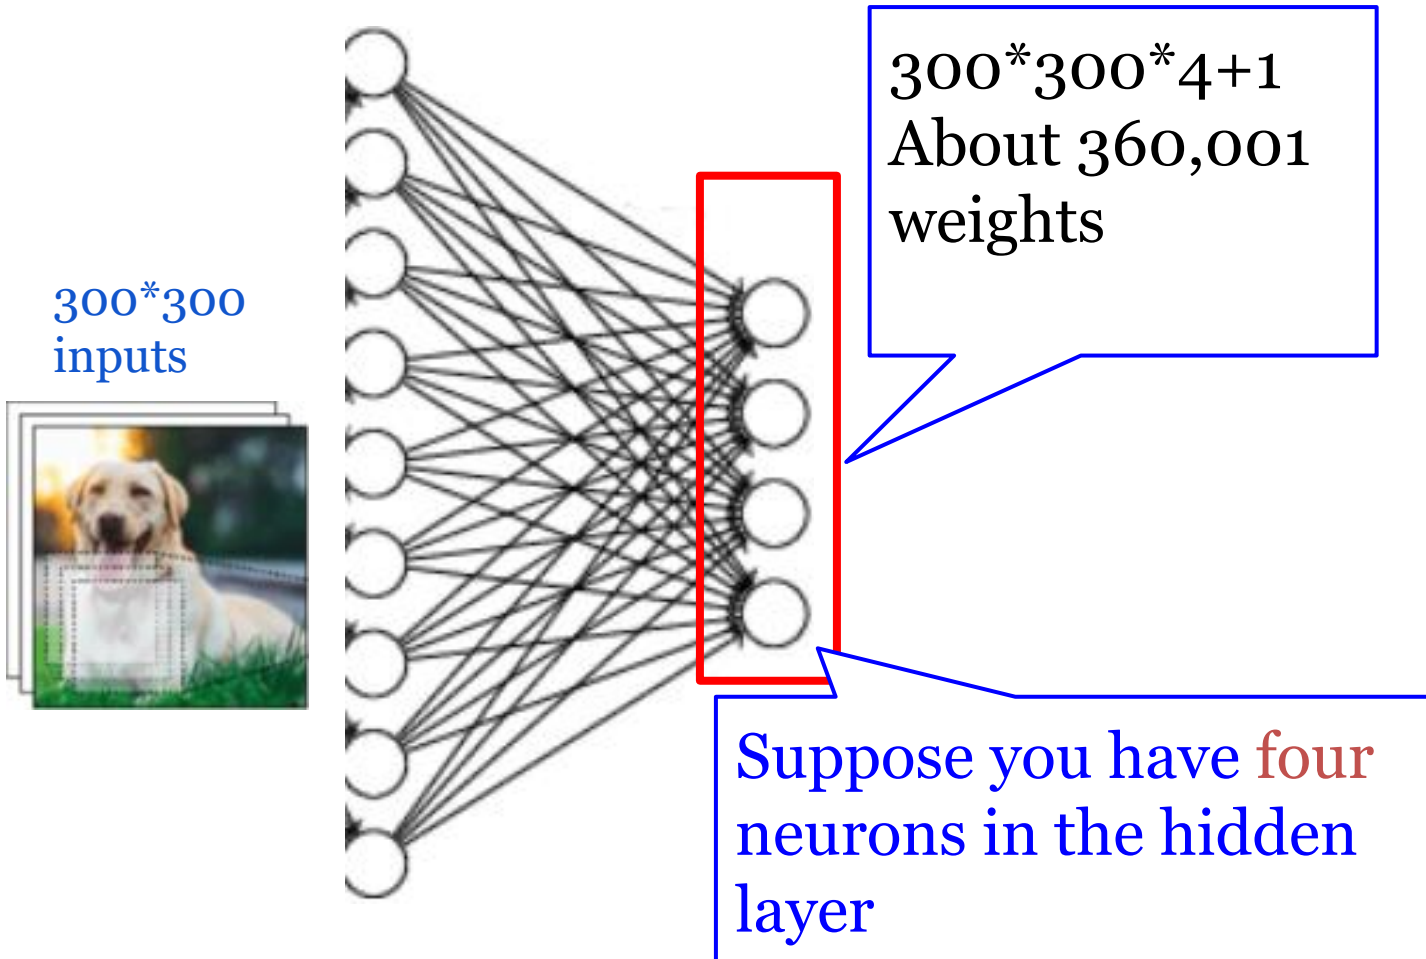 300*300*4+1
About 360,001
weights
300*300
inputs
Suppose you have four
neurons in the hidden
layer